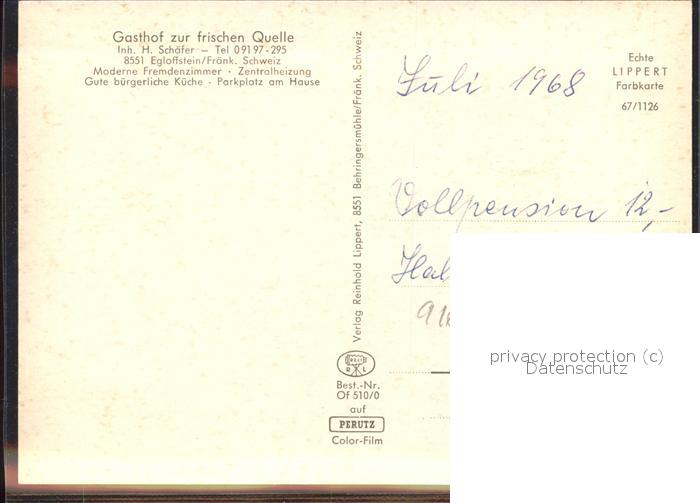 Gasthof zur frischen Quelle
Inh. H. Schäfer – Tel 09197-295
8551 Egloffstein/Fränk. Schweiz
Moderne Fremdenzimmer · Zentralheizung
Gute bürgerliche Küche · Parkplatz am Hause
Verlag Reinhold Lippert, 8551 Behringersmühle/Fränk. Schweiz
R L
Best.-Nr.
Of 510/0
auf
PERUTZ
Color-Film
Echte
LIPPERT
Farbkarte
67/1126
Juli 1968
Vollpension 12,-
Hal
privacy protection (c)
Datenschutz